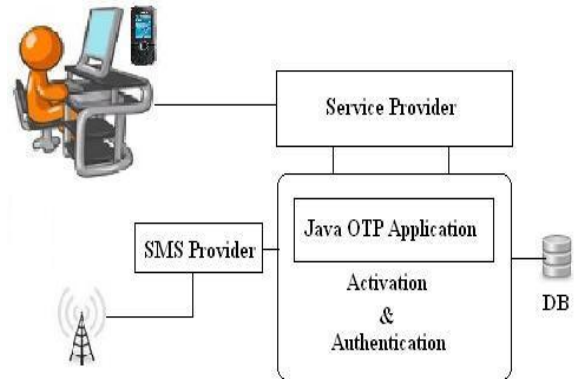 Service Provider
Java OTP Application
SMS Provider
Activation
&
Authentication
DB